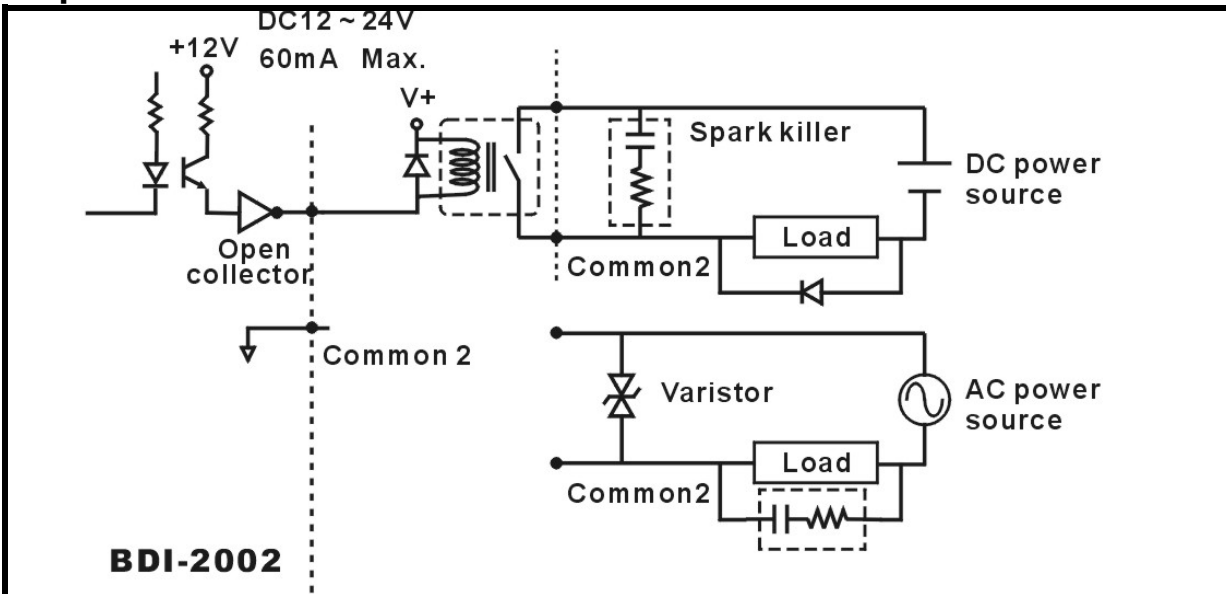 DC12 ~ 24V
+12V
60mA Max.
V+
Spark killer
DC power
source
Load
Open
collector
Common2
Common 2
Varistor
AC power
source
Load
Common2
BDI-2002